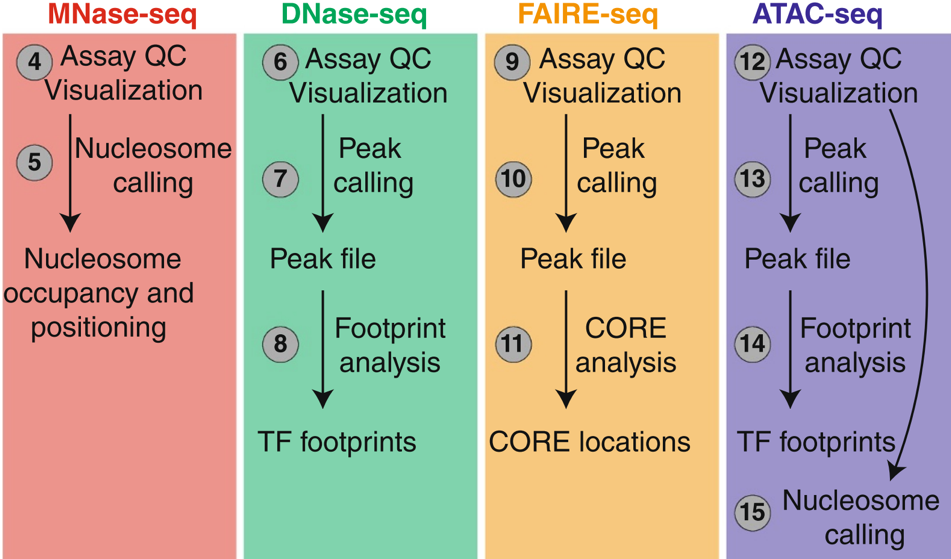 MNase-seq
4 Assay QC
Visualization
5 Nucleosome
calling
Nucleosome
occupancy and
positioning
DNase-seq
6 Assay QC
Visualization
7 Peak
calling
Peak file
8 Footprint
analysis
TF footprints
FAIRE-seq
9 Assay QC
Visualization
10 Peak
calling
Peak file
11 CORE
analysis
CORE locations
ATAC-seq
12 Assay QC
Visualization
13 Peak
calling
Peak file
14 Footprint
analysis
TF footprints
15 Nucleosome
calling